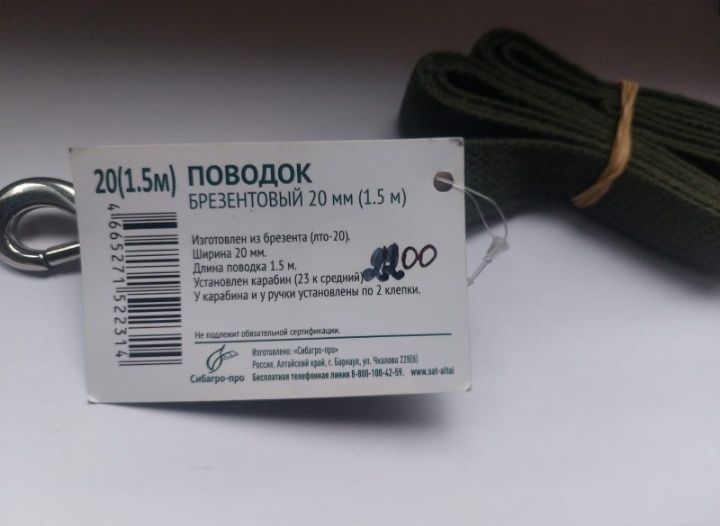 20(1.5м) ПОВОДОК
БРЕЗЕНТОВЫЙ 20 мм (1.5 м)
4665271522314
Изготовлен из брезента (лто-20).
Ширина 20 мм.
Длина поводка 1.5 м.
Установлен карабин (23 к средний)
00
У карабина и у ручки установлены по 2 клепки.
Не подлежит обязательной сертификации.
Сибагро-про
Изготовлено: «Сибагро-про»
Россия, Алтайский край, г. Барнаул, ул. Чкалова 228(б)
Бесплатная телефонная линия 8-800-100-42-59. www.sat-altai